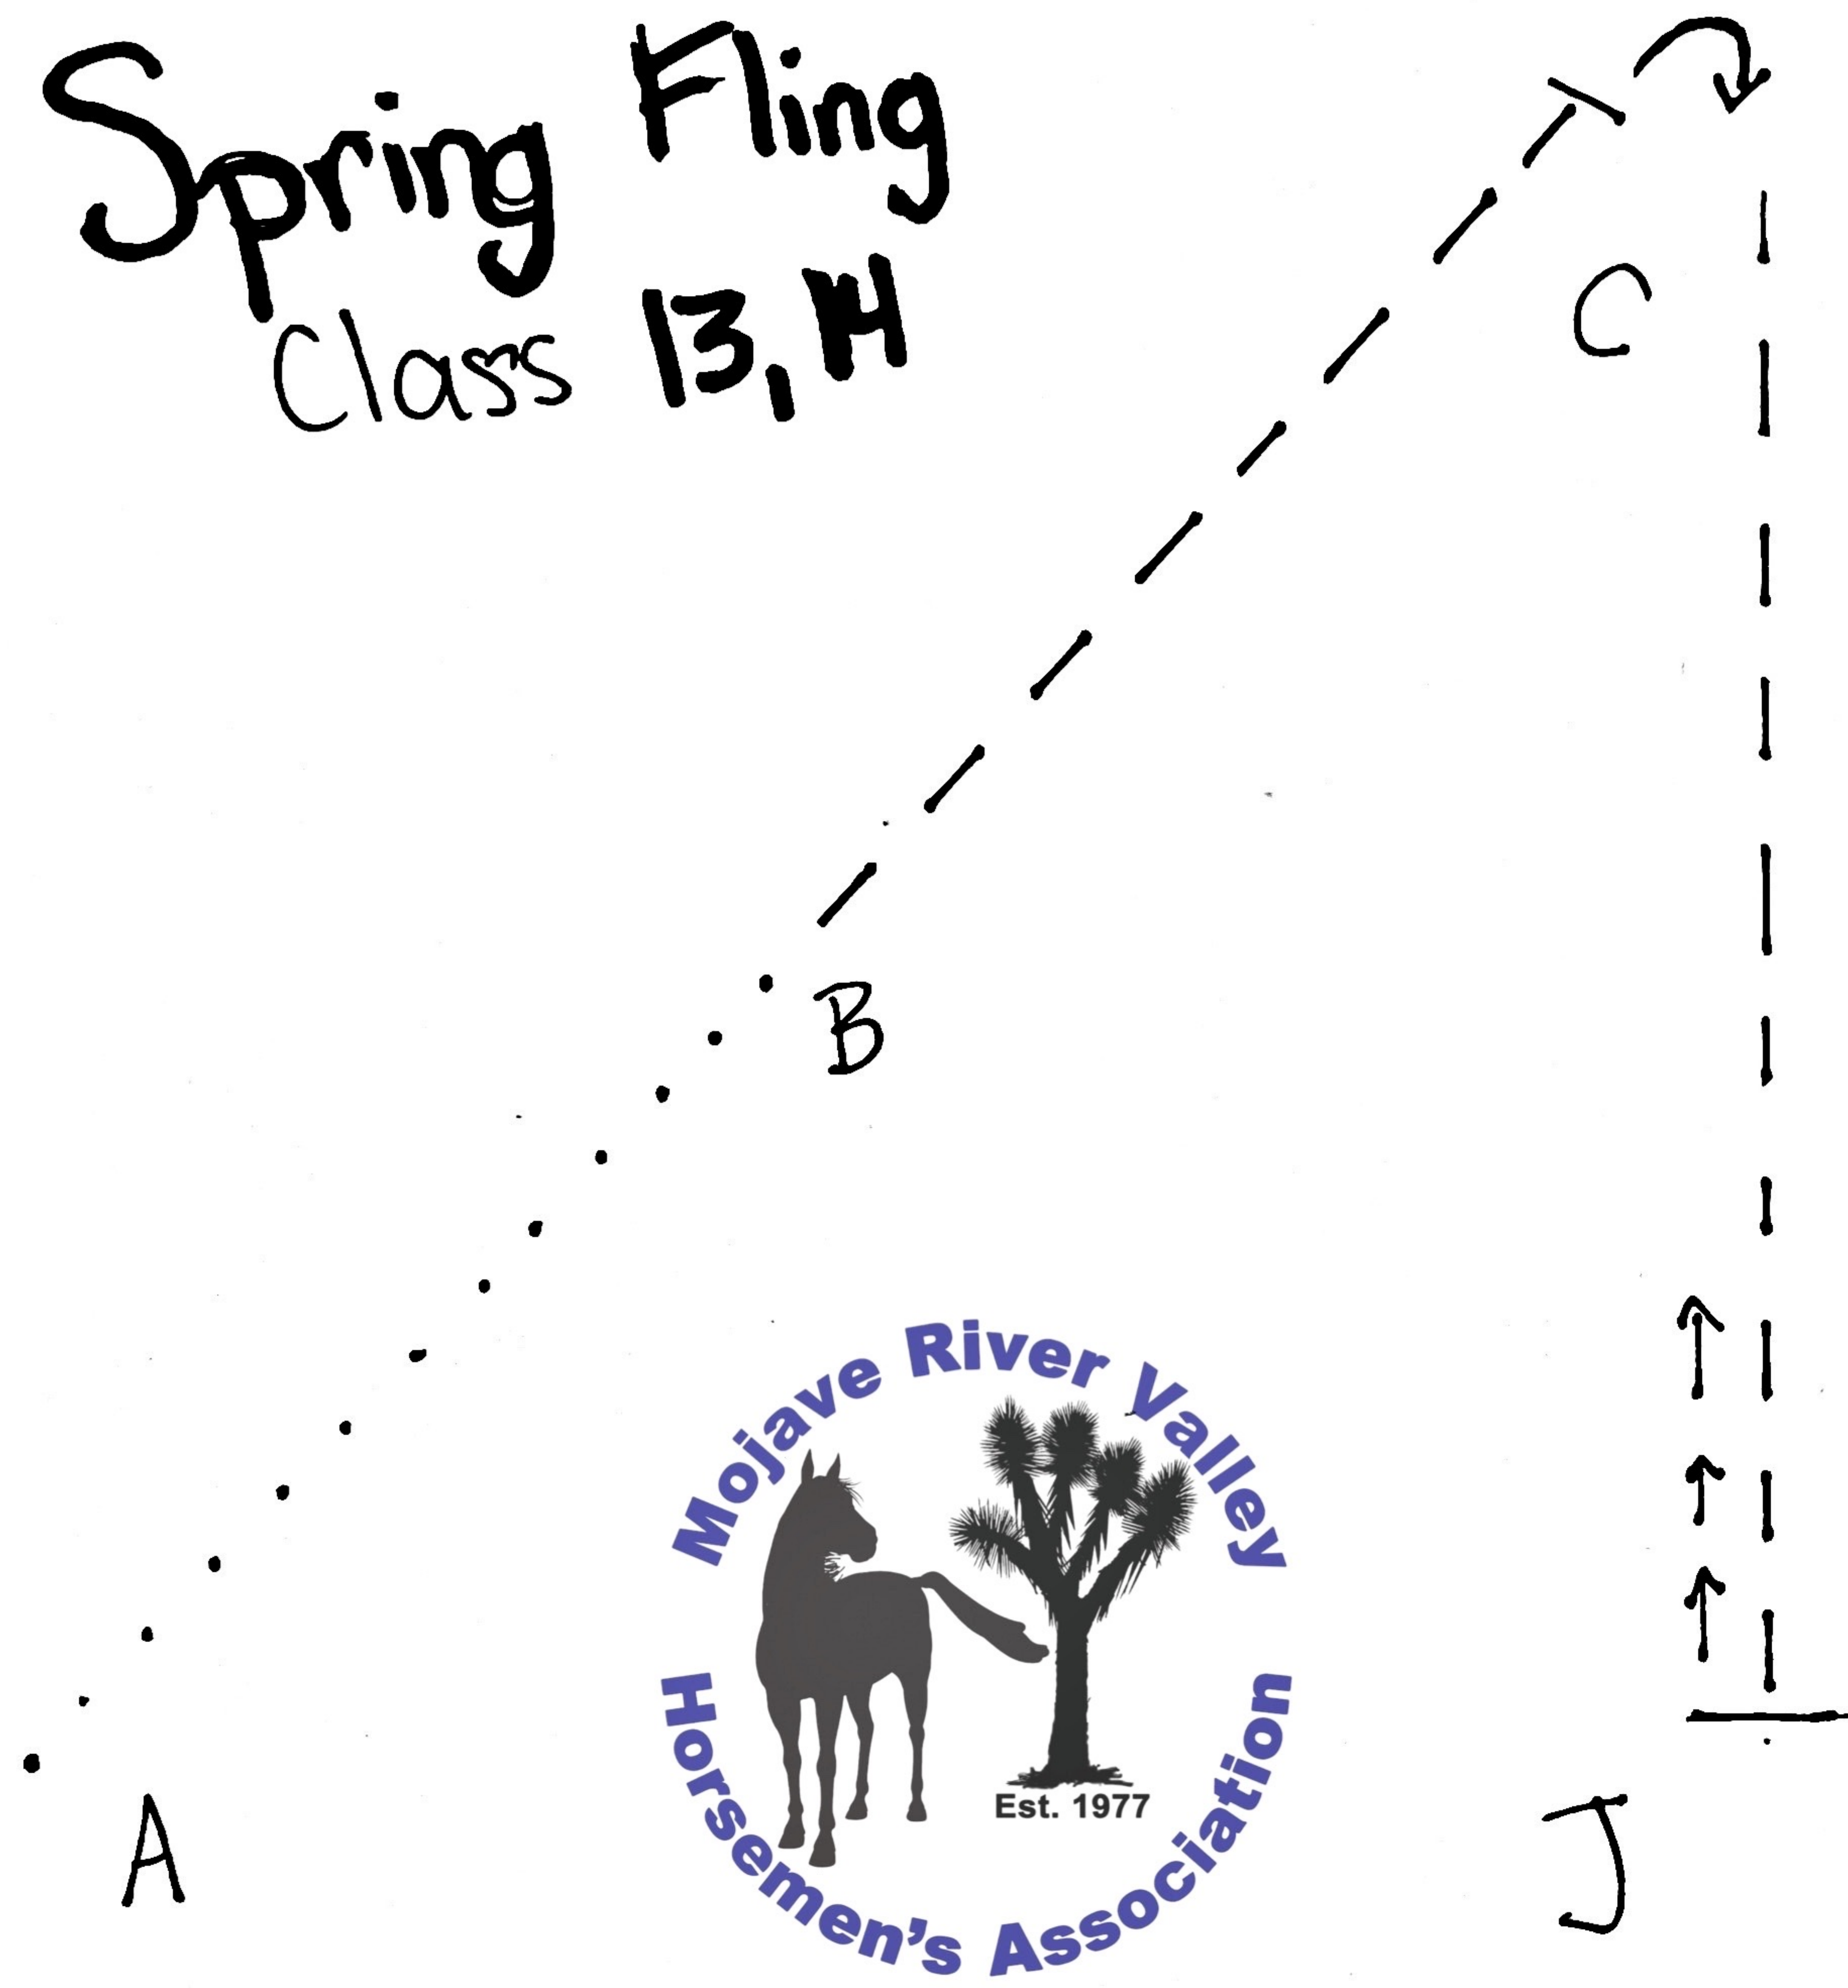 Spring Fling
Class 13, 14
C
B
A
J
Mojave River Valley
Est. 1977
Horsemen's Association